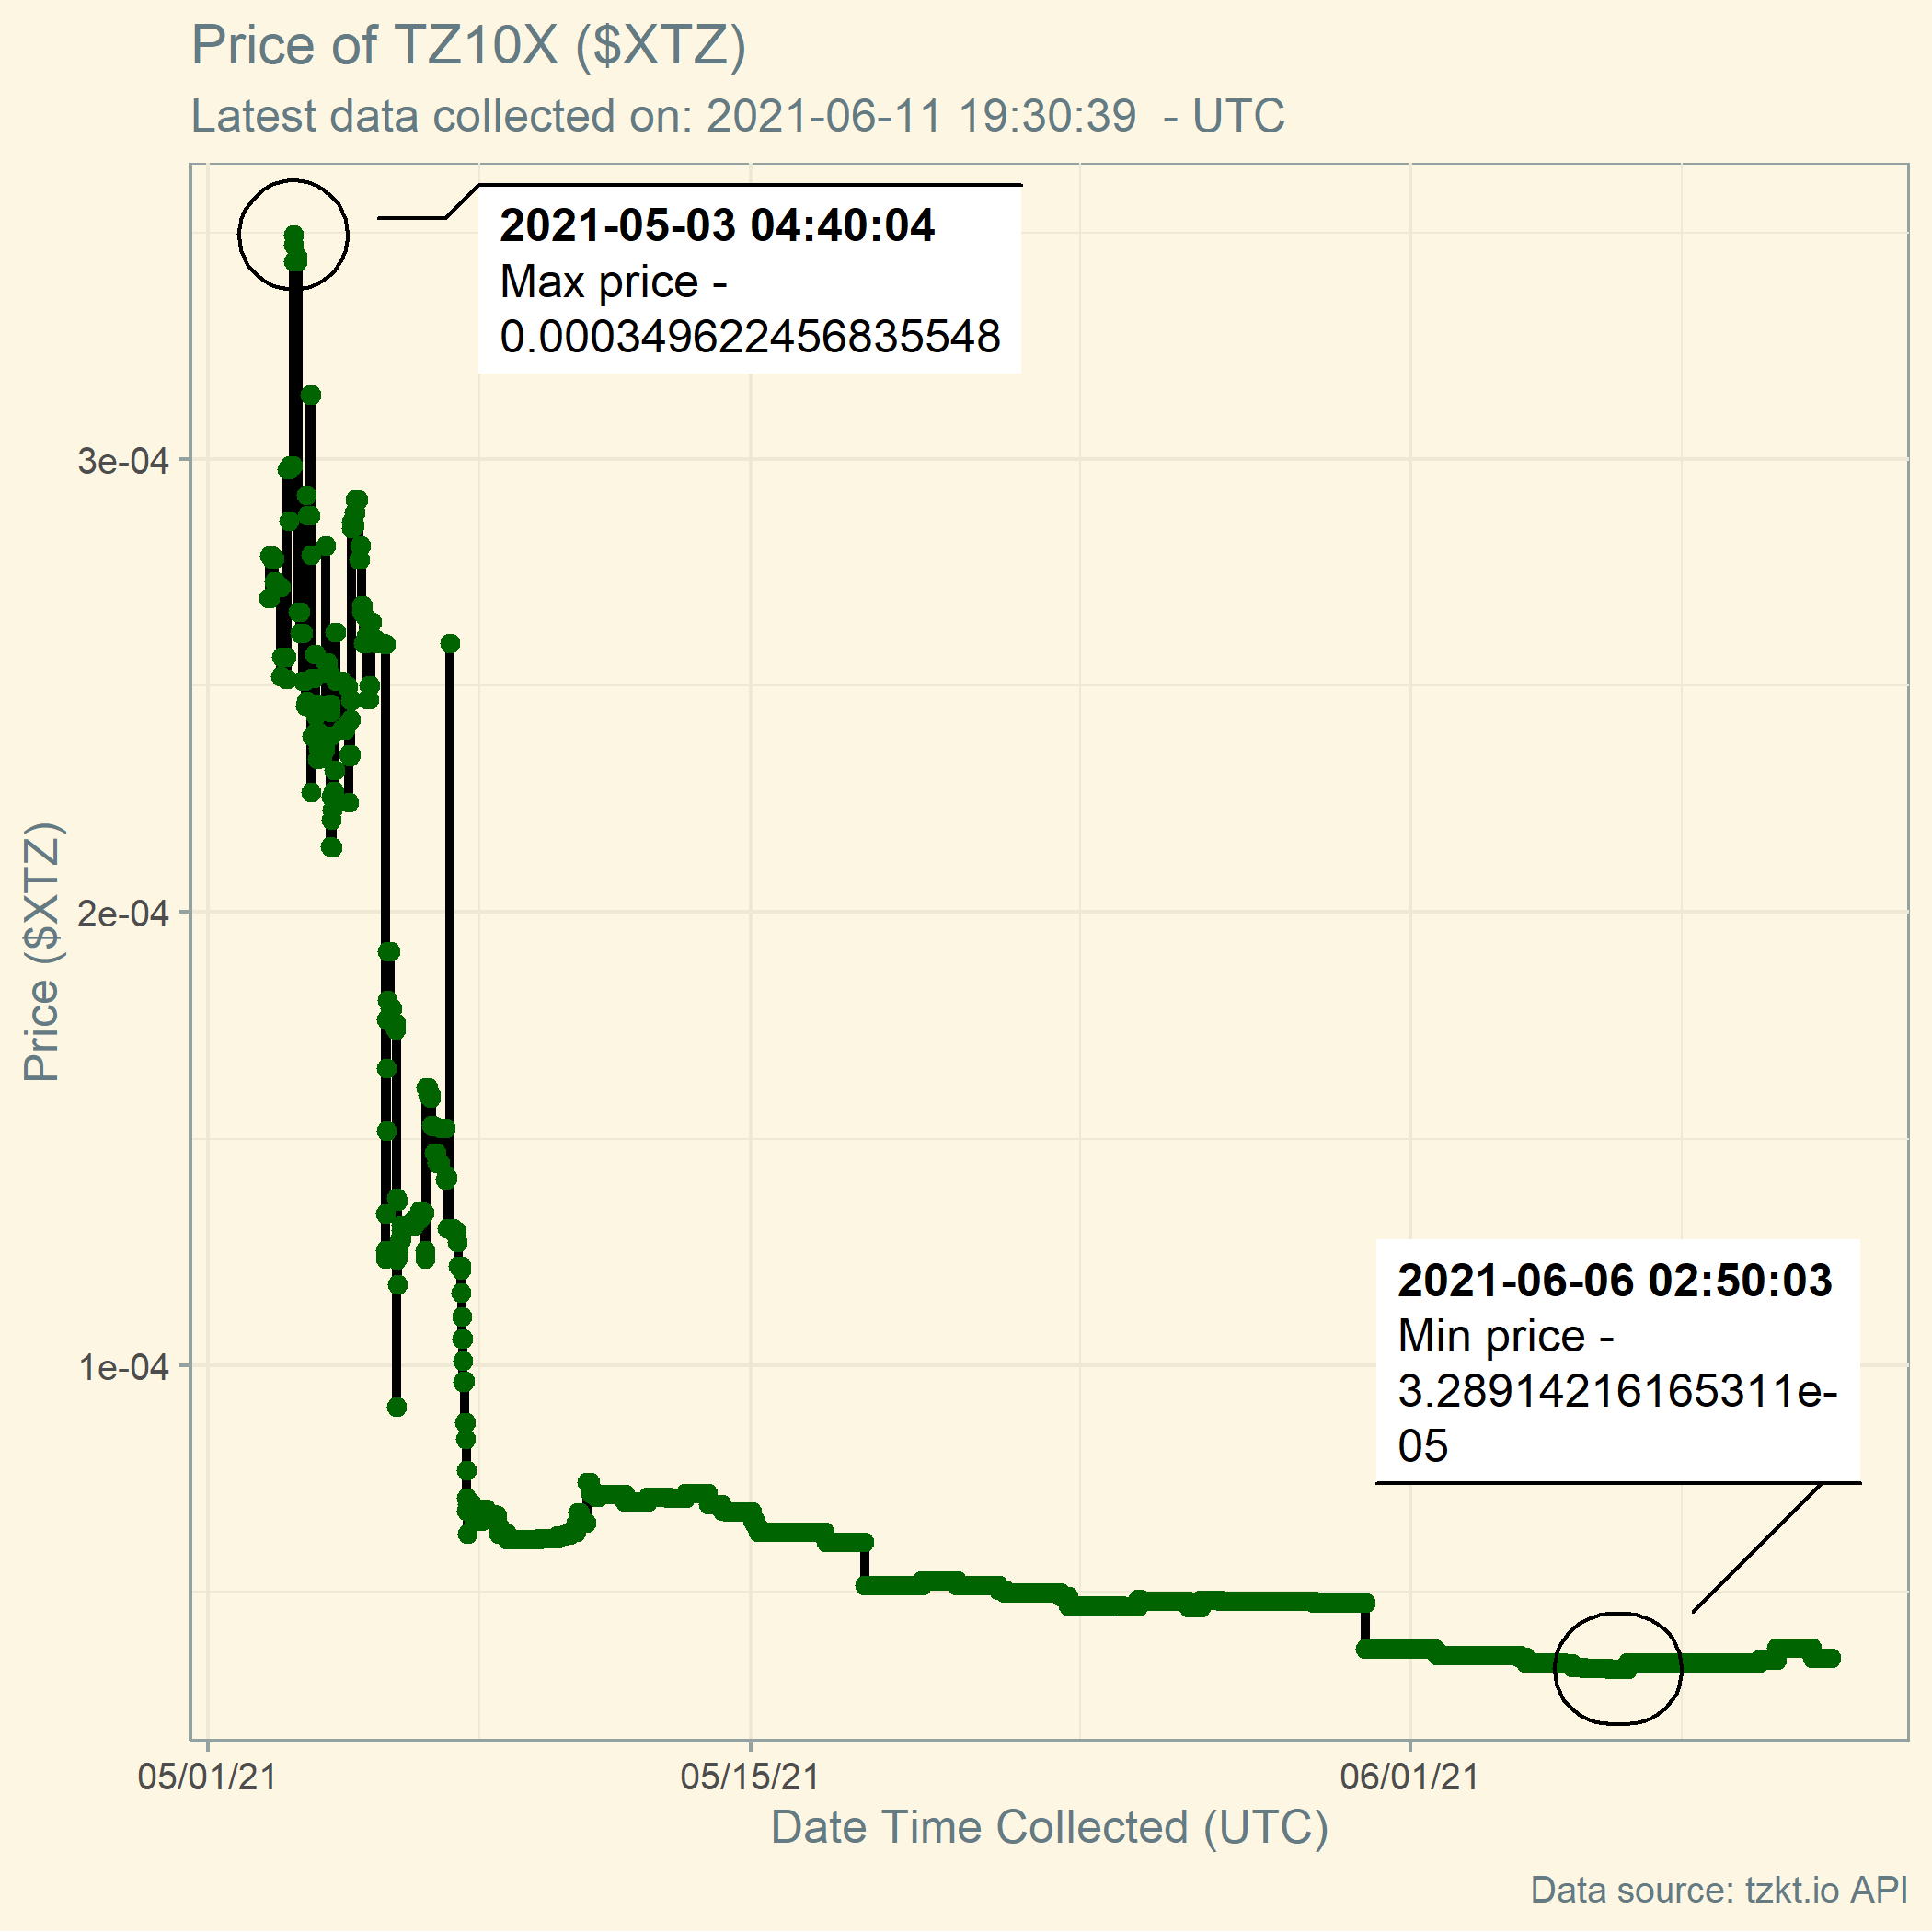 Price of TZ10X ($XTZ)
Latest data collected on: 2021-06-11 19:30:39  - UTC
2021-05-03 04:40:04
Max price -
0.000349622456835548
3e-04
2e-04
1e-04
Price ($XTZ)
2021-06-06 02:50:03
Min price -
3.28914216165311e-
05
05/01/21
05/15/21
06/01/21
Date Time Collected (UTC)
Data source: tzkt.io API